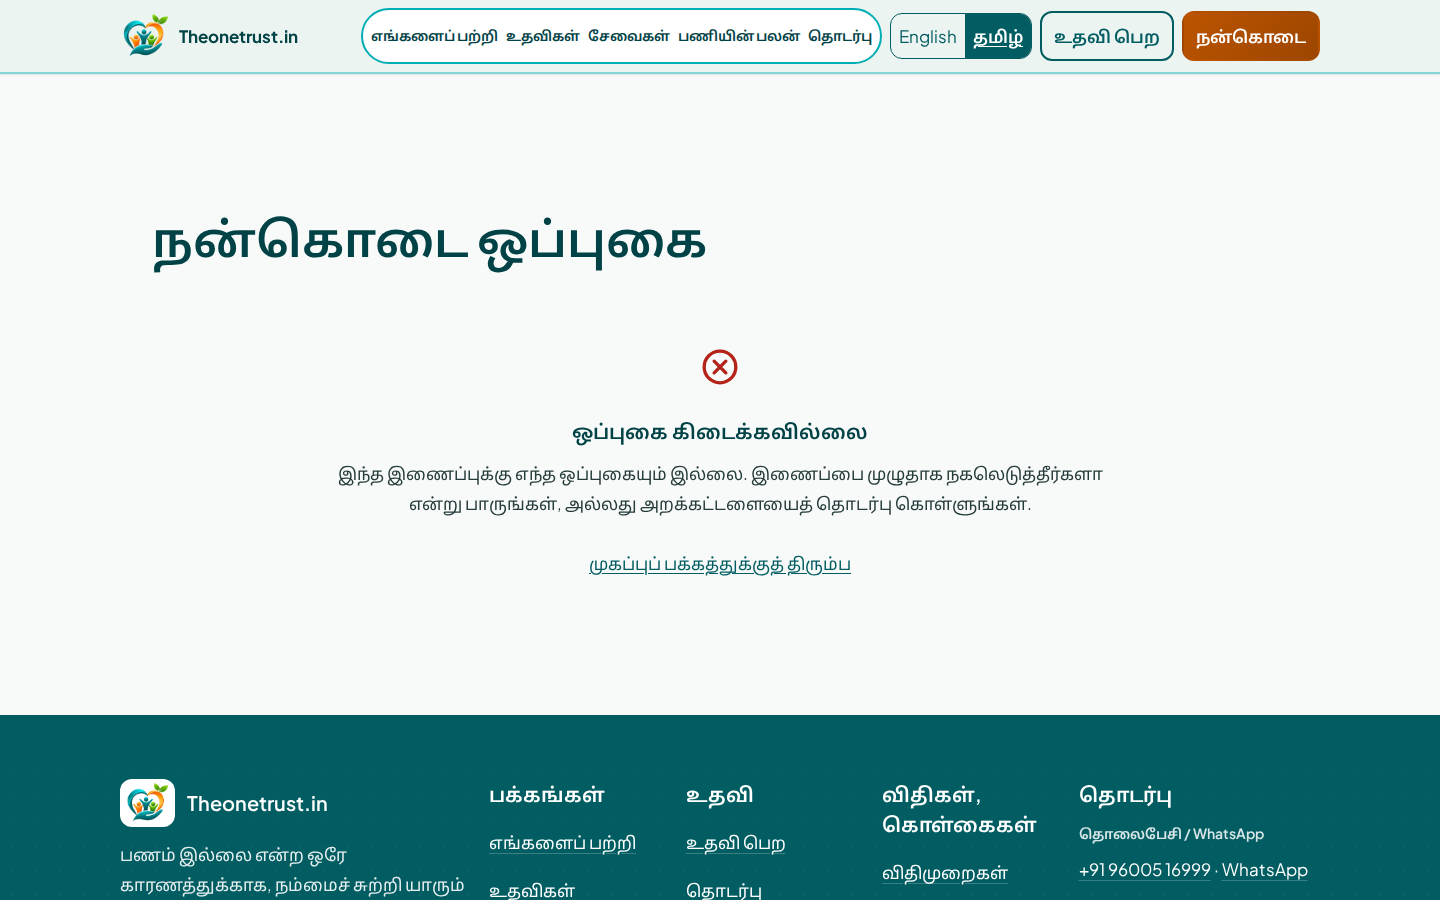 Theonetrust.in
எங்களைப் பற்றி உதவிகள் சேவைகள் பணியின் பலன் தொடர்பு
English தமிழ்
உதவி பெற
நன்கொடை
நன்கொடை ஒப்புகை
ஒப்புகை கிடைக்கவில்லை
இந்த இணைப்புக்கு எந்த ஒப்புகையும் இல்லை. இணைப்பை முழுதாக நகலெடுத்தீர்களா
என்று பாருங்கள், அல்லது அறக்கட்டளையைத் தொடர்பு கொள்ளுங்கள்.
முகப்புப் பக்கத்துக்குத் திரும்ப
Theonetrust.in
பணம் இல்லை என்ற ஒரே
காரணத்துக்காக, நம்மைச் சுற்றி யாரும்
பக்கங்கள்
எங்களைப் பற்றி
உதவிகள்
உதவி
உதவி பெற
தொடர்பு
விதிகள்,
கொள்கைகள்
விதிமுறைகள்
தொடர்பு
தொலைபேசி / WhatsApp
+91 96005 16999 · WhatsApp